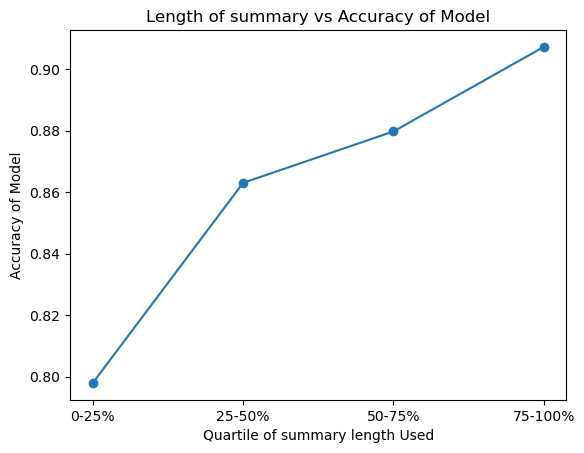 Length of summary vs Accuracy of Model
Accuracy of Model
0.90
0.88
0.86
0.84
0.82
0.80
0-25% 25-50% 50-75% 75-100%
Quartile of summary length Used